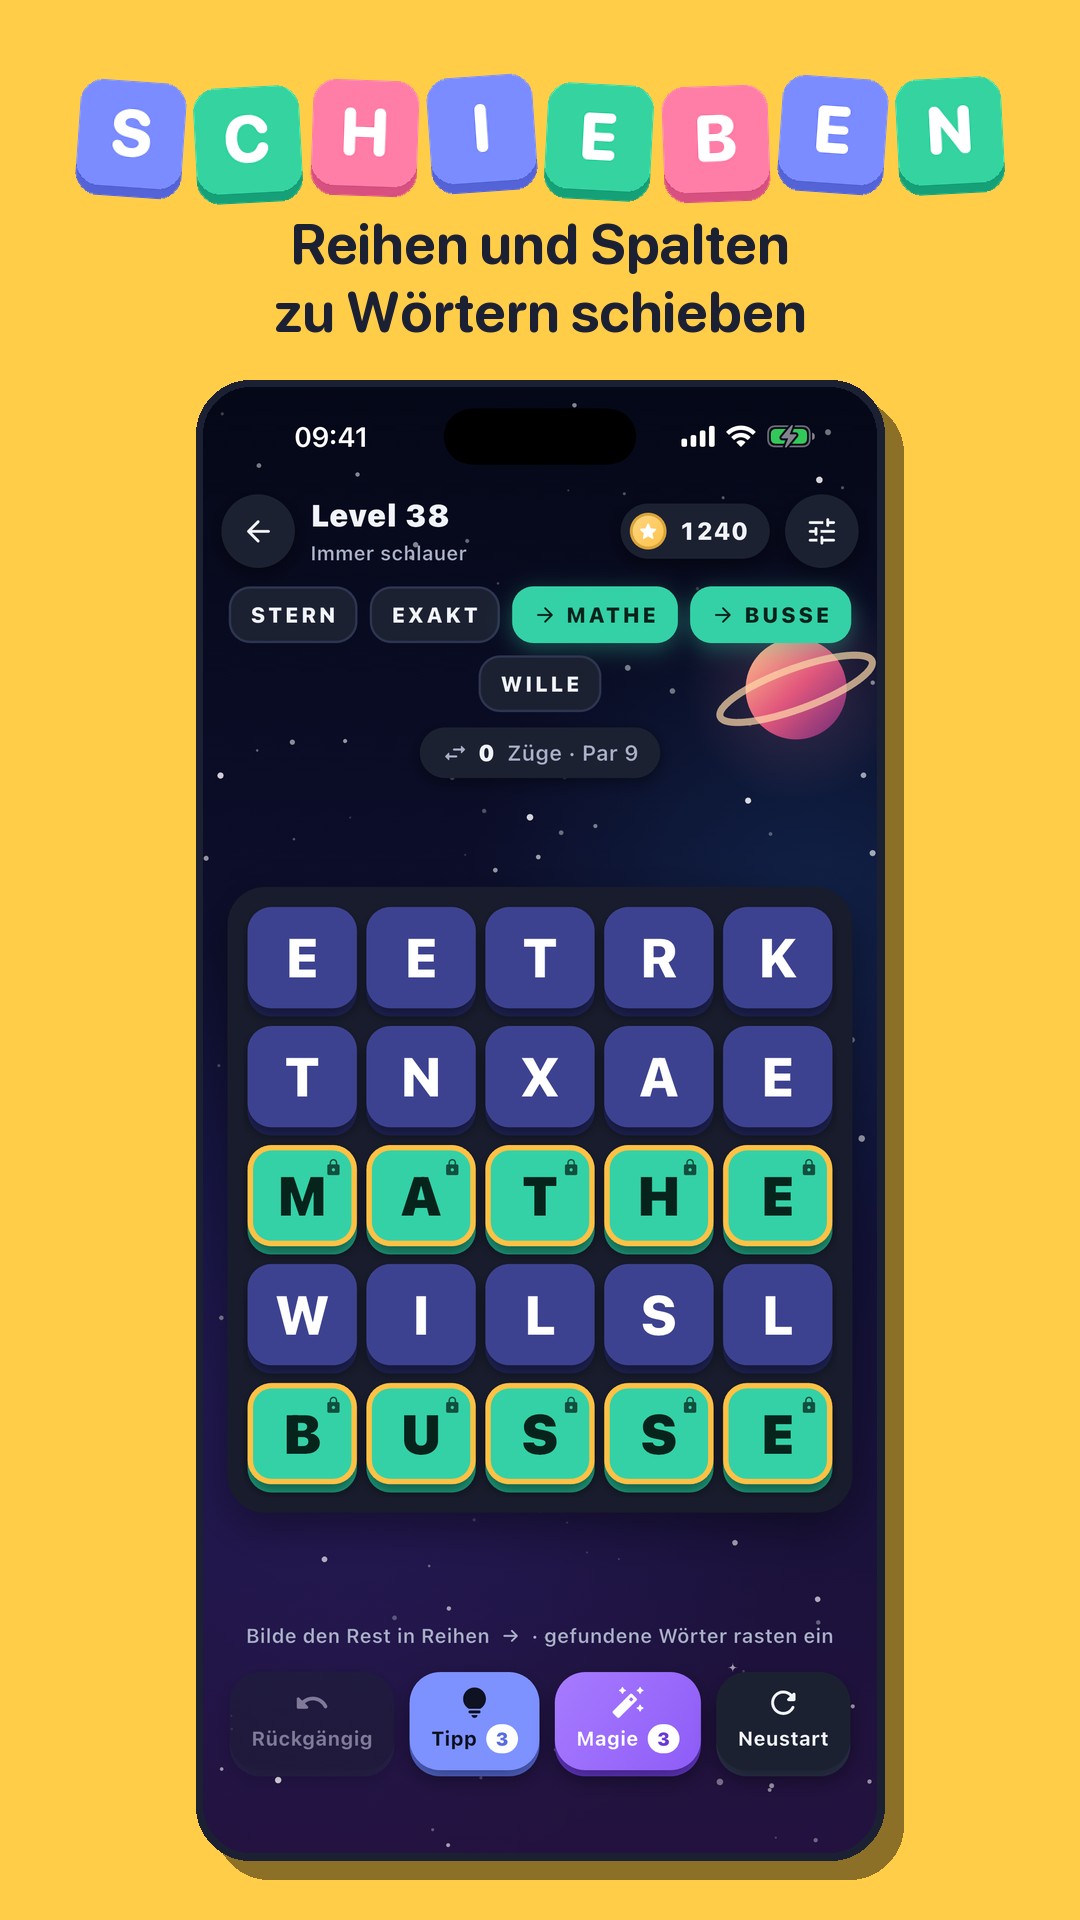 SCHIEBEN
Reihen und Spalten
zu Wörtern schieben
09:41
Level 38
Immer schlauer
1240
STERN EXAKT → MATHE → BUSSE
WILLE
0 Züge · Par 9
E E T R K
T N X A E
M A T H E
W I L S L
B U S S E
Bilde den Rest in Reihen → · gefundene Wörter rasten ein
Rückgängig Tipp 3 Magie 3 Neustart